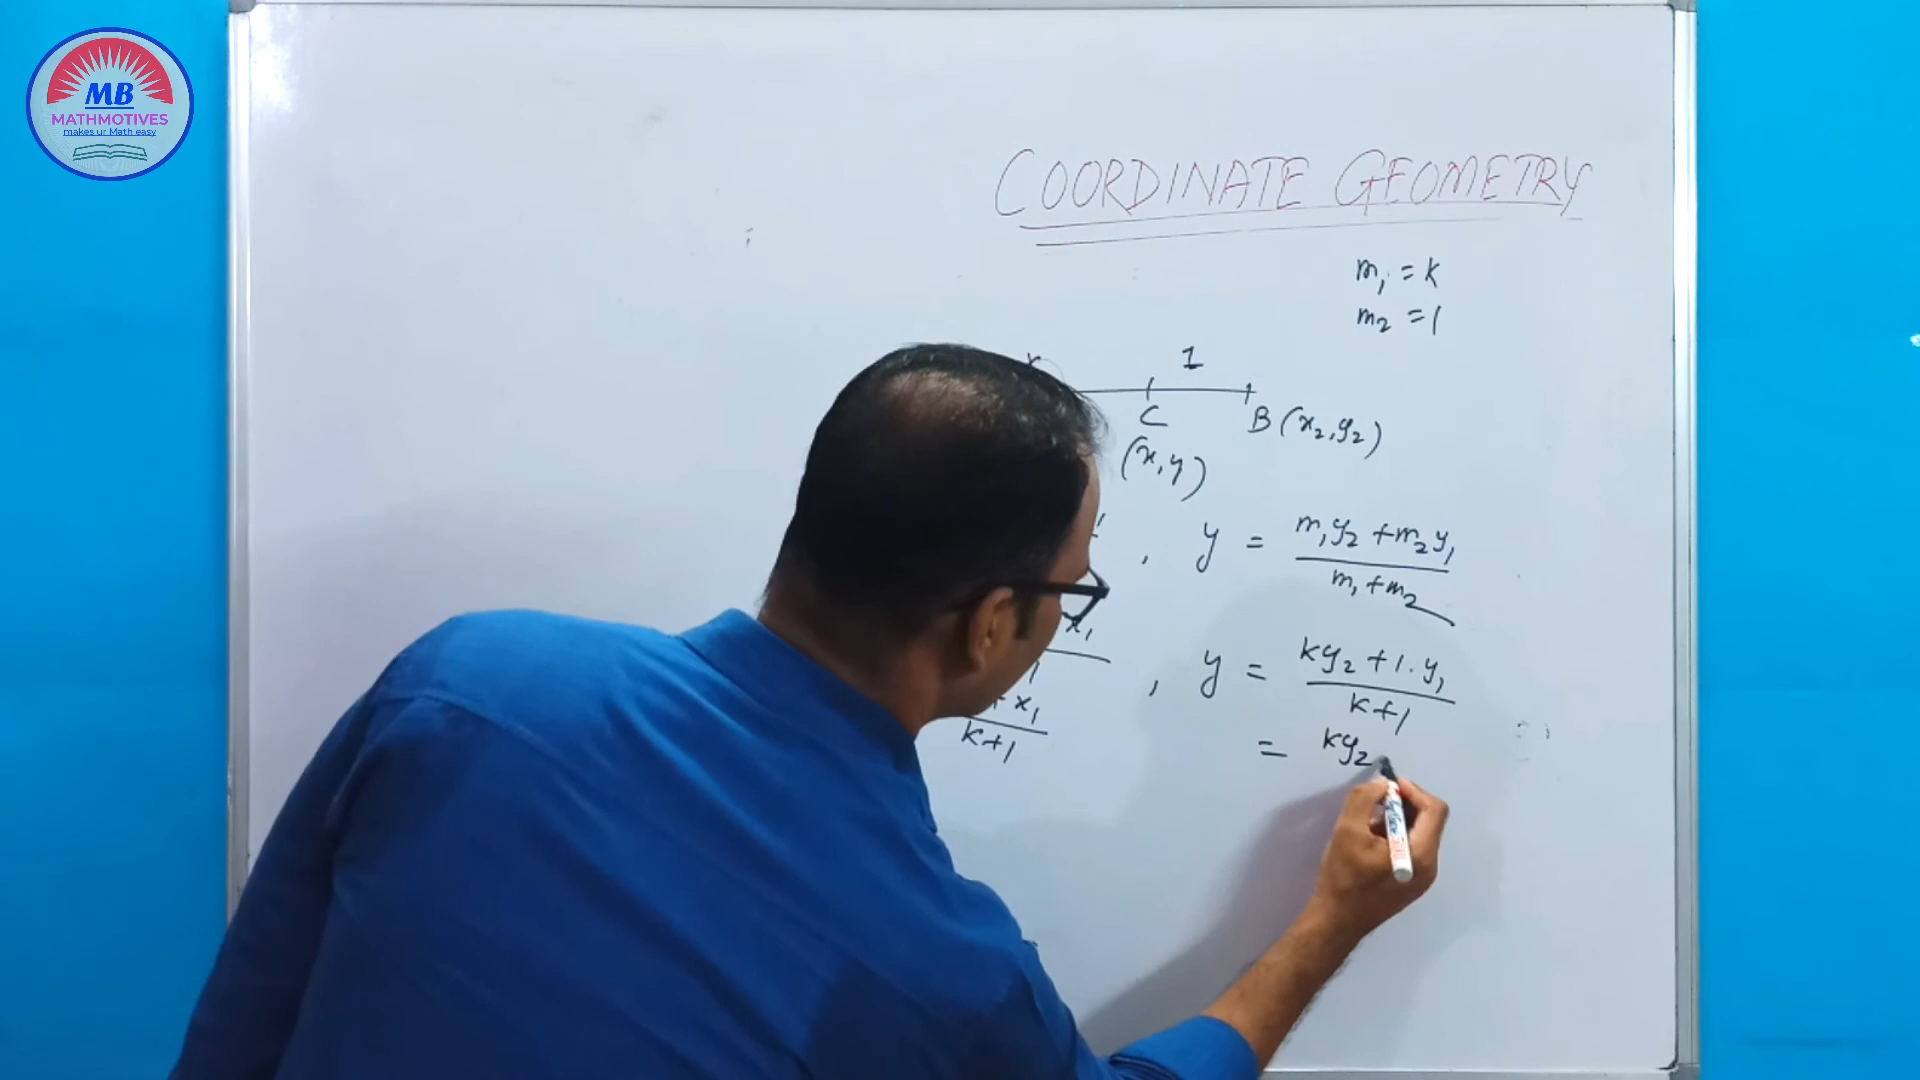 MB
MATHMOTIVES
makes ur Math easy
COORDINATE GEOMETRY
m₁ = k
m₂ = 1
1
C
B (x₂, y₂)
(x, y)
, y = (m₁y₂ + m₂y₁)/(m₁ + m₂)
x₁
, y = (ky₂ + 1.y₁)/(k+1)
+ x₁
k+1
= ky₂